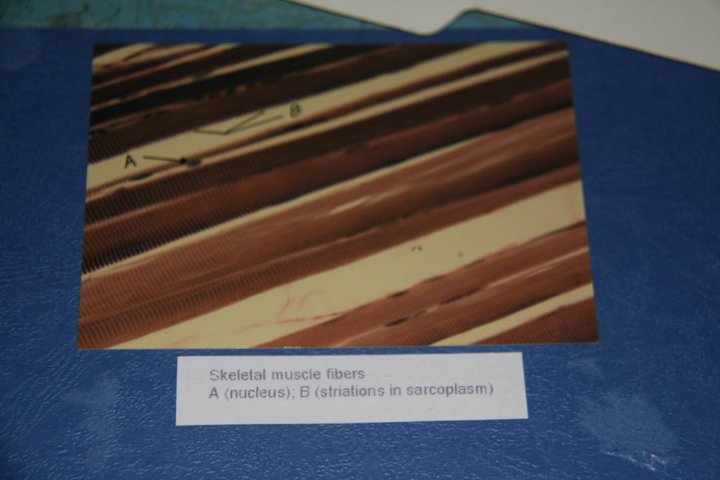 B
A
Skeletal muscle fibers
A (nucleus); B (striations in sarcoplasm)